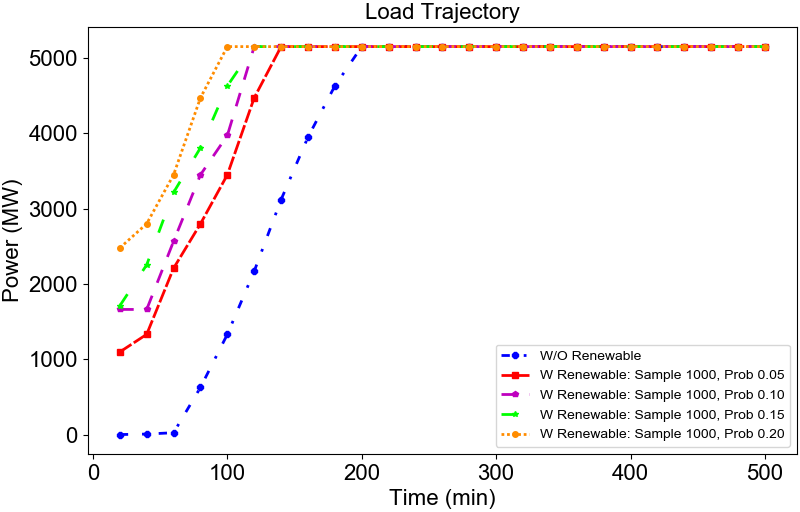 Load Trajectory
Power (MW)
5000
4000
3000
2000
1000
0
W/O Renewable
W Renewable: Sample 1000, Prob 0.05
W Renewable: Sample 1000, Prob 0.10
W Renewable: Sample 1000, Prob 0.15
W Renewable: Sample 1000, Prob 0.20
0 100 200 300 400 500
Time (min)